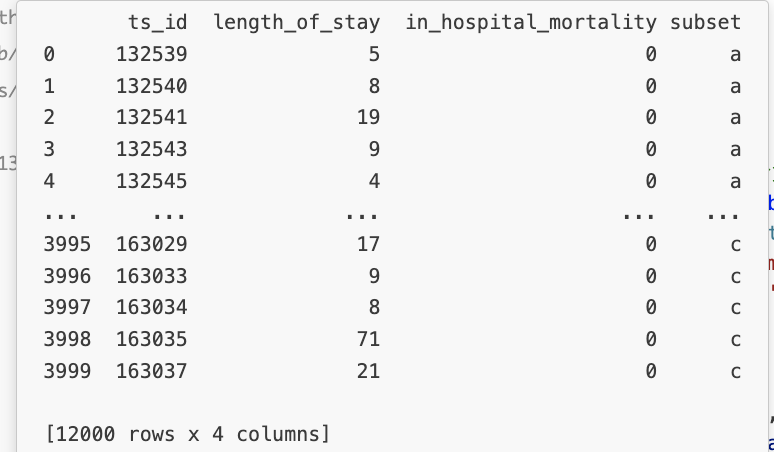 ts_id length_of_stay in_hospital_mortality subset
0 132539 5 0 a
1 132540 8 0 a
2 132541 19 0 a
3 132543 9 0 a
4 132545 4 0 a
... ... ... ... ...
3995 163029 17 0 c
3996 163033 9 0 c
3997 163034 8 0 c
3998 163035 71 0 c
3999 163037 21 0 c
[12000 rows x 4 columns]